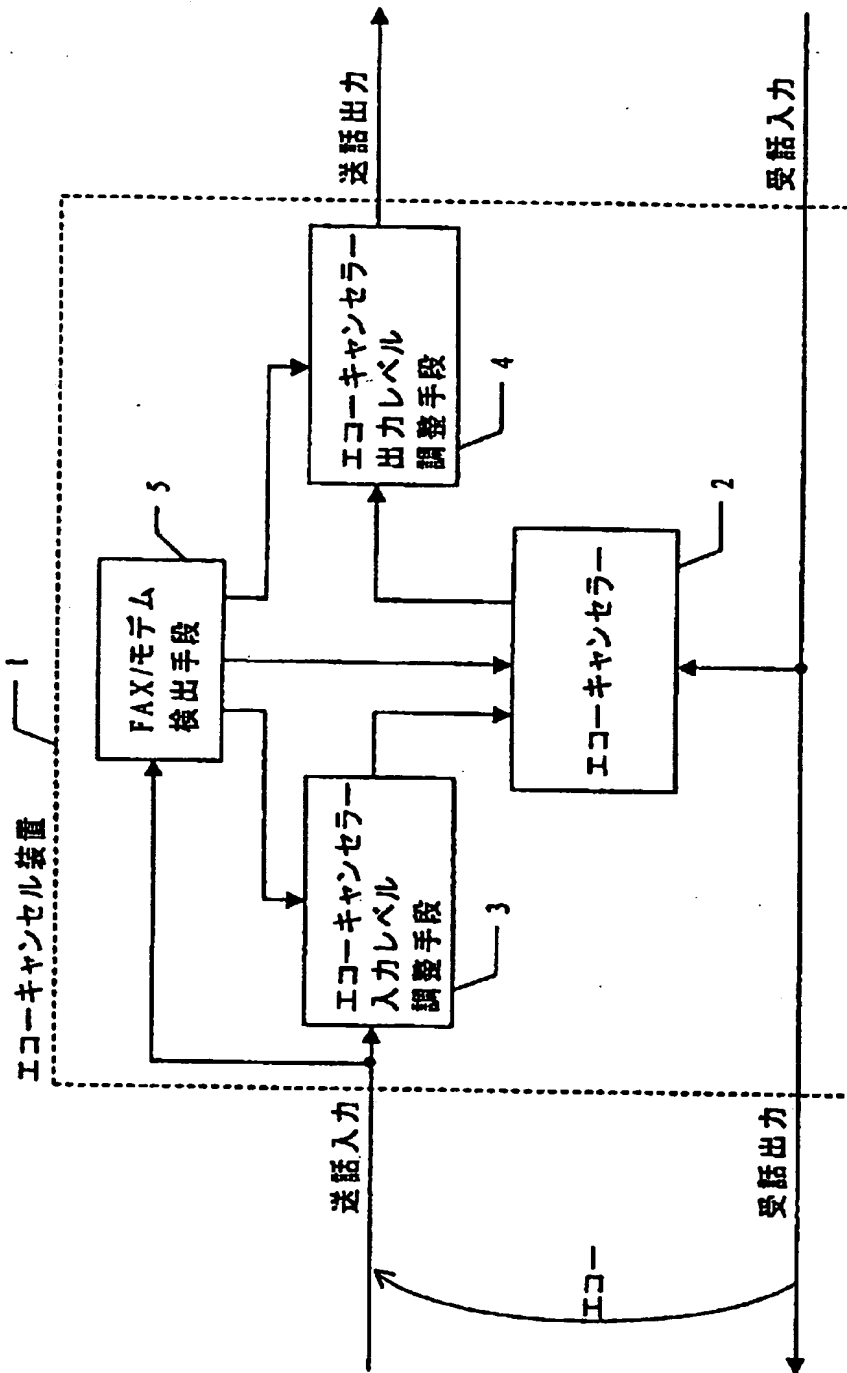 エコーキャンセル装置
1
FAX/モデム
検出手段
5
送話入力
エコーキャンセラー
入力レベル
調整手段
3
エコーキャンセラー
出力レベル
調整手段
4
送話出力
エコーキャンセラー
2
エコー
受話出力
受話入力